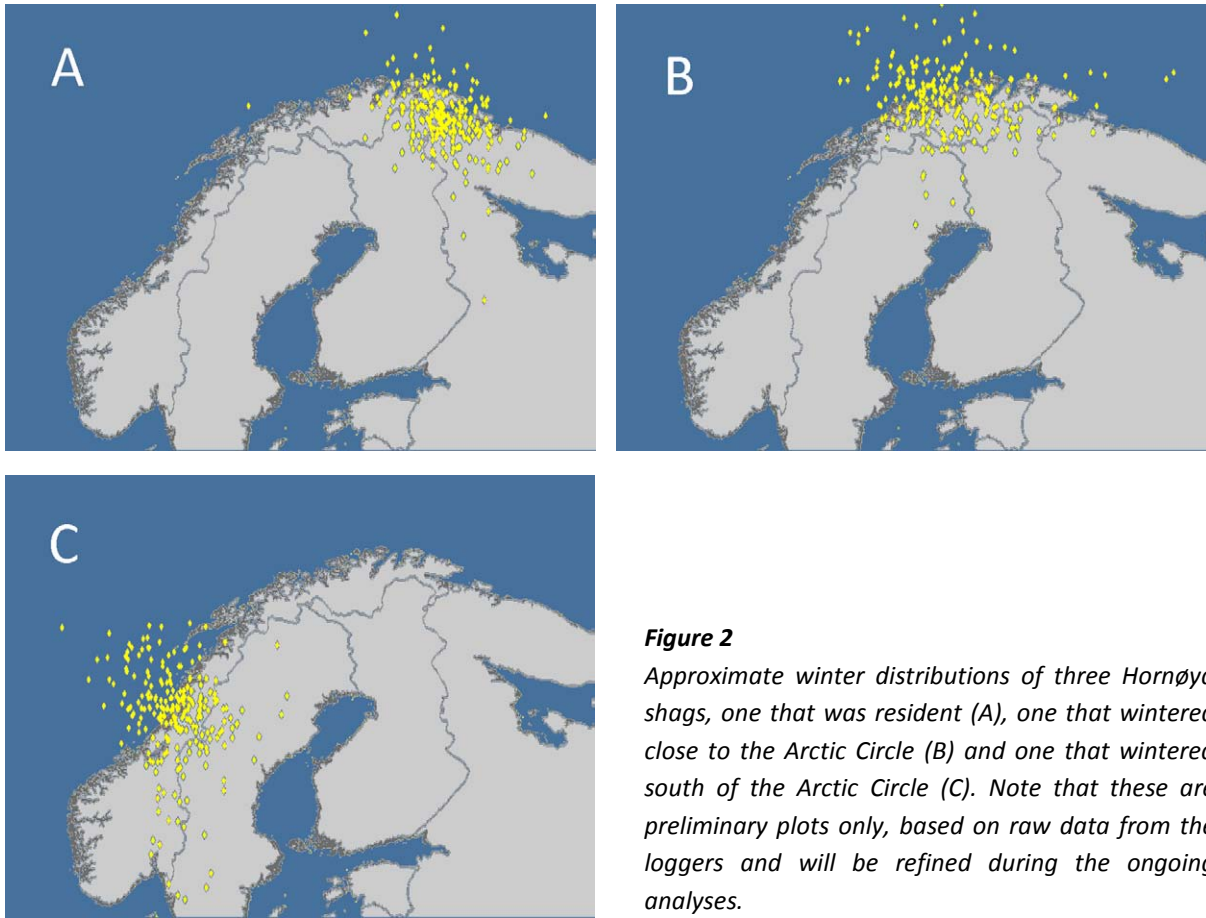 A
B
C
Figure 2
Approximate winter distributions of three Hornøya
shags, one that was resident (A), one that wintered
close to the Arctic Circle (B) and one that wintered
south of the Arctic Circle (C). Note that these are
preliminary plots only, based on raw data from the
loggers and will be refined during the ongoing
analyses.